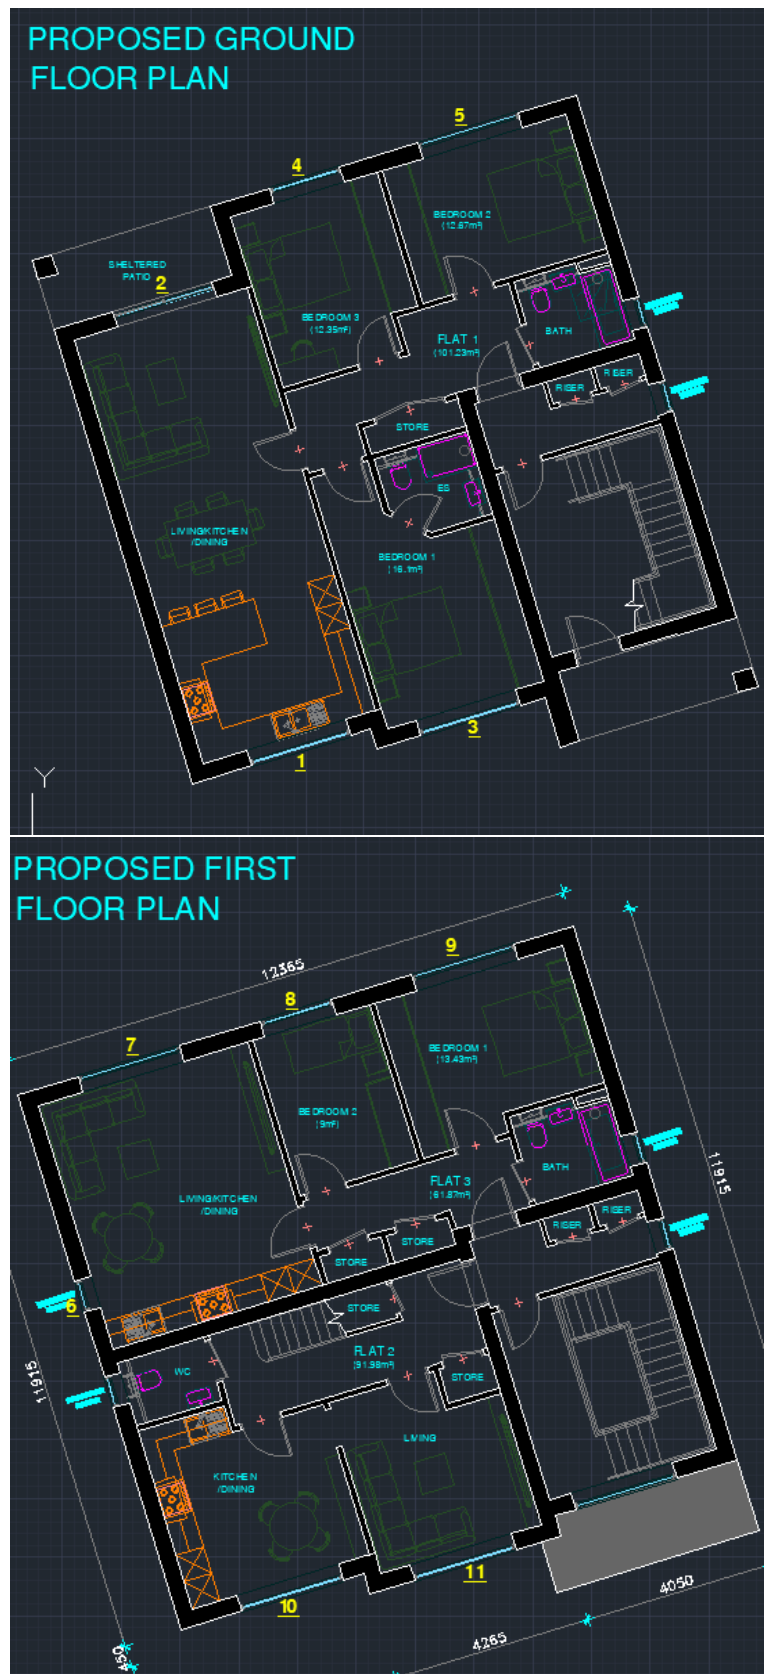 PROPOSED GROUND
FLOOR PLAN
5
4
BEDROOM 2
(12.87m²)
SHELTERED
PATIO
2
BEDROOM 3
(12.35m²)
FLAT 1
(101.23m²)
BATH
RISER
RISER
STORE
ES
LIVING/KITCHEN
/DINING
BEDROOM 1
(16.1m²)
3
1
Y
PROPOSED FIRST
FLOOR PLAN
9
12365
8
7
BEDROOM 1
(13.43m²)
BEDROOM 2
(9m²)
11915
BATH
FLAT 3
(61.87m²)
LIVING/KITCHEN
/DINING
RISER
RISER
STORE
STORE
6
STORE
FLAT 2
(91.98m²)
WC
STORE
11915
LIVING
KITCHEN
/DINING
11
10
4050
4265
450